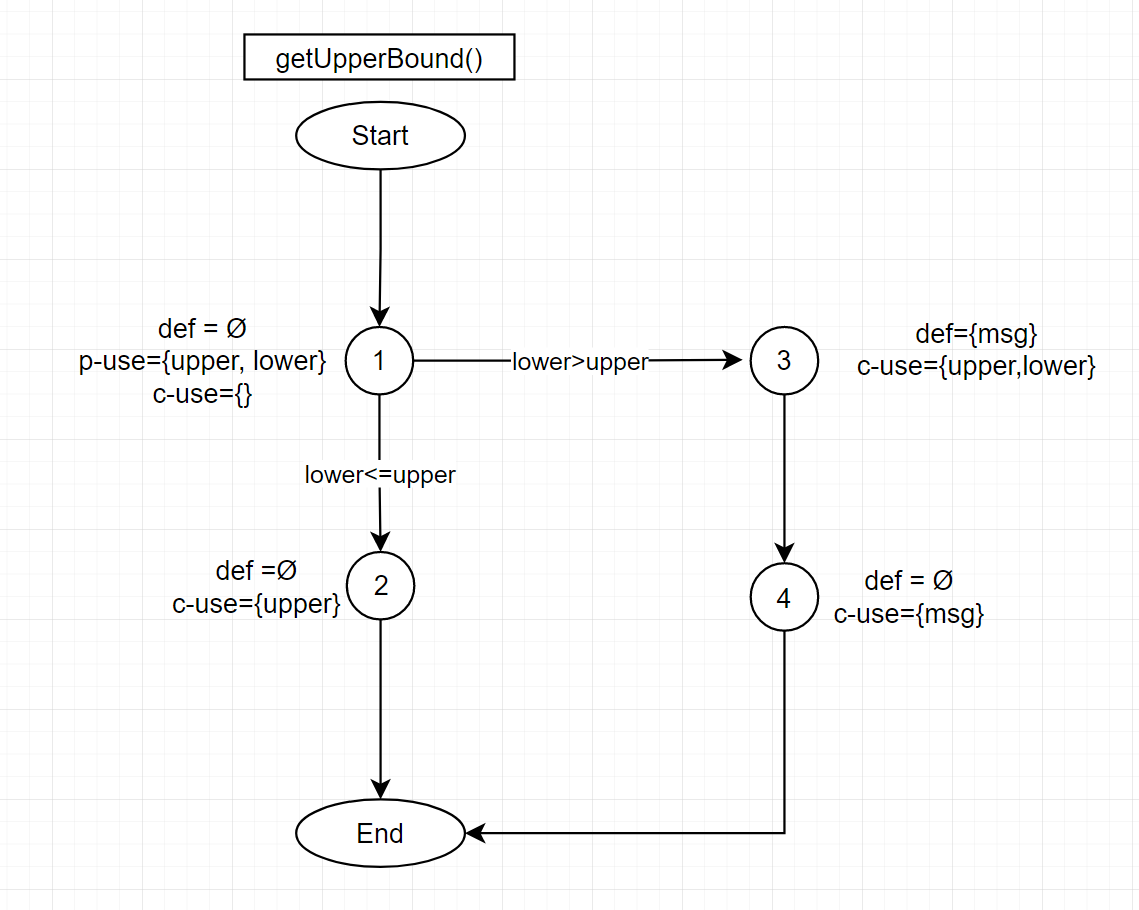 getUpperBound()
Start
def = Ø
p-use={upper, lower}
c-use={}
1
lower>upper
3
def={msg}
c-use={upper,lower}
lower<=upper
def =Ø
c-use={upper}
2
4
def = Ø
c-use={msg}
End